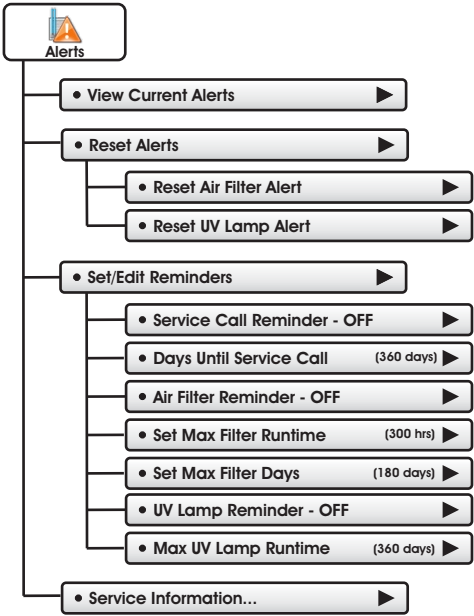 Alerts
• View Current Alerts
• Reset Alerts
• Reset Air Filter Alert
• Reset UV Lamp Alert
• Set/Edit Reminders
• Service Call Reminder - OFF
• Days Until Service Call (360 days)
• Air Filter Reminder - OFF
• Set Max Filter Runtime (300 hrs)
• Set Max Filter Days (180 days)
• UV Lamp Reminder - OFF
• Max UV Lamp Runtime (360 days)
• Service Information...